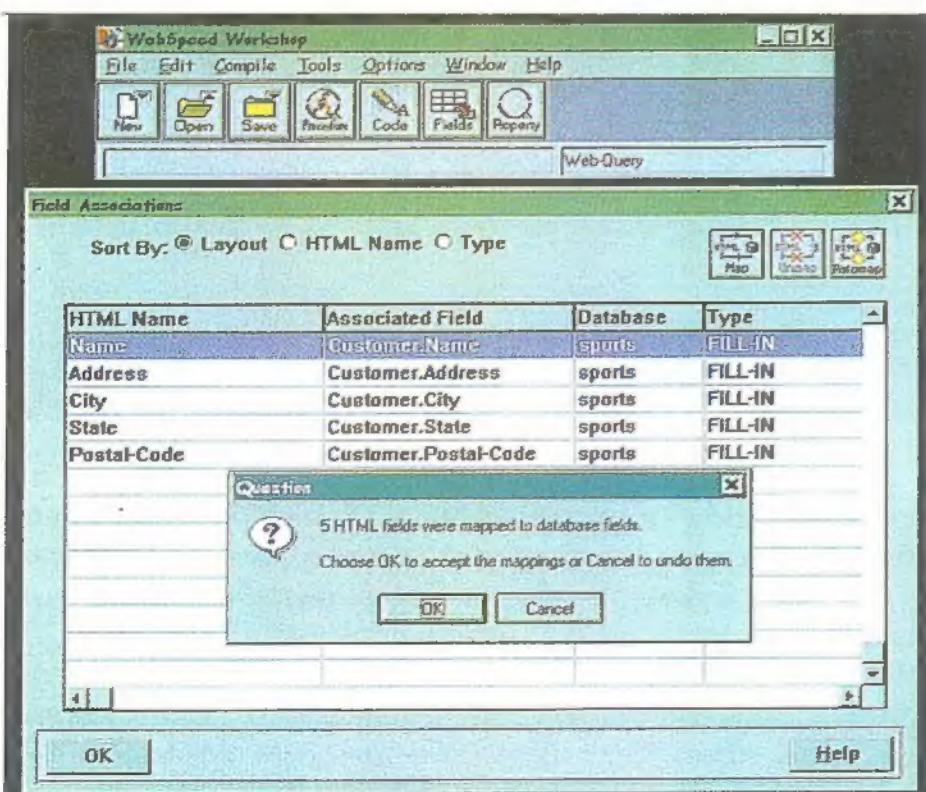 WebSpeed Workshop
File Edit Compile Tools Options Window Help
New Open Save Procedure Code Fields Property
Web-Query
Field Associations
Sort By: Layout HTML Name Type
Map Unmap Automap
HTML Name Associated Field Database Type
Name Customer.Name sports FILL-IN
Address Customer.Address sports FILL-IN
City Customer.City sports FILL-IN
State Customer.State sports FILL-IN
Postal-Code Customer.Postal-Code sports FILL-IN
Question
5 HTML fields were mapped to database fields.
Choose OK to accept the mappings or Cancel to undo them.
OK Cancel
OK Help